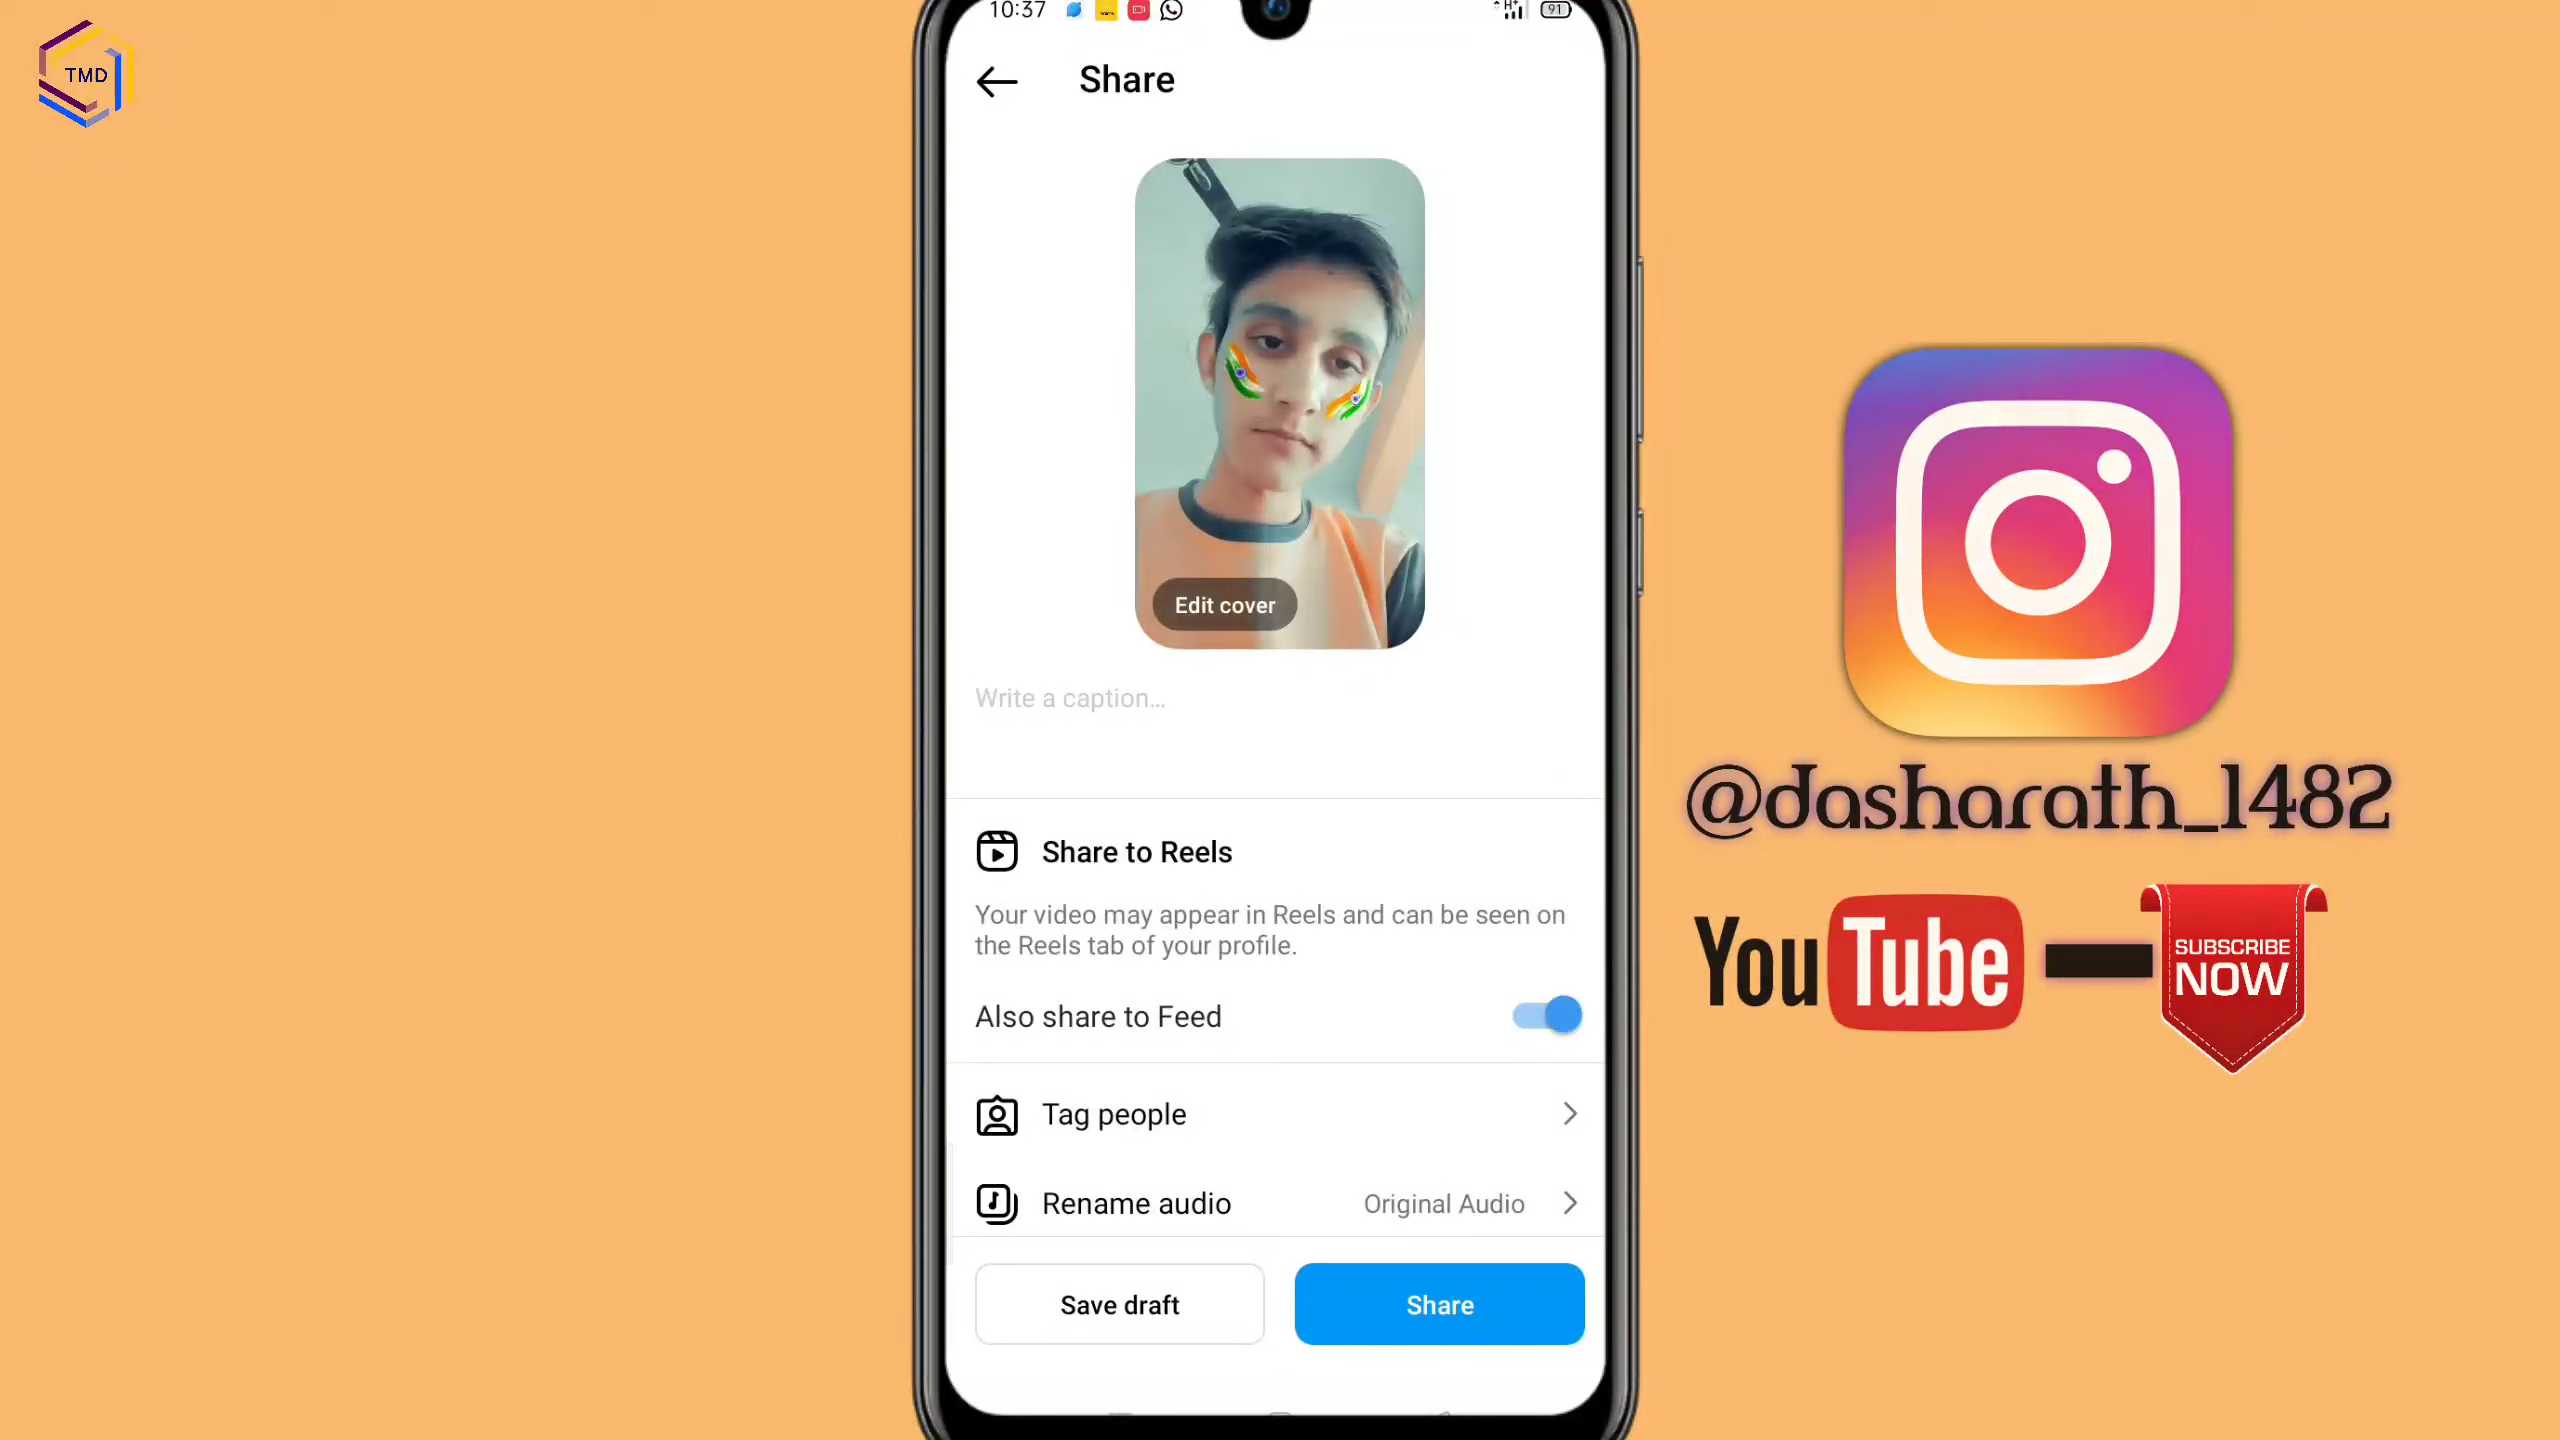 TMD
10:37
H+
91
Share
Edit cover
Write a caption...
Share to Reels
Your video may appear in Reels and can be seen on
the Reels tab of your profile.
Also share to Feed
Tag people
Rename audio Original Audio
Save draft Share
@dasharath_1482
YouTube
SUBSCRIBE
NOW